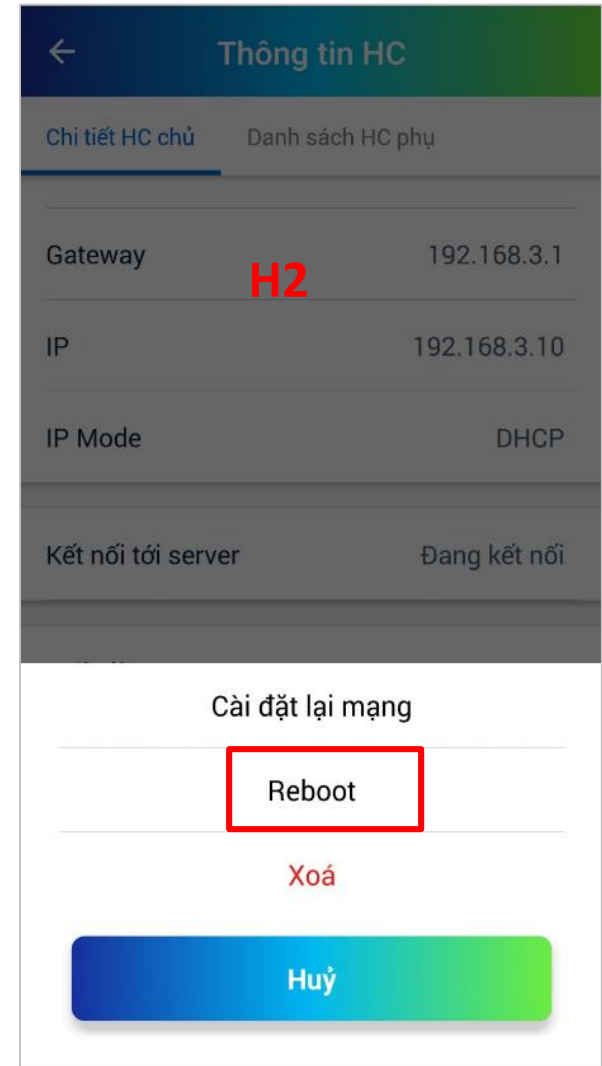 Thông tin HC
Chi tiết HC chủ Danh sách HC phụ
Gateway 192.168.3.1
H2
IP 192.168.3.10
IP Mode DHCP
Kết nối tới server Đang kết nối
Cài đặt lại mạng
Reboot
Xoá
Huỷ